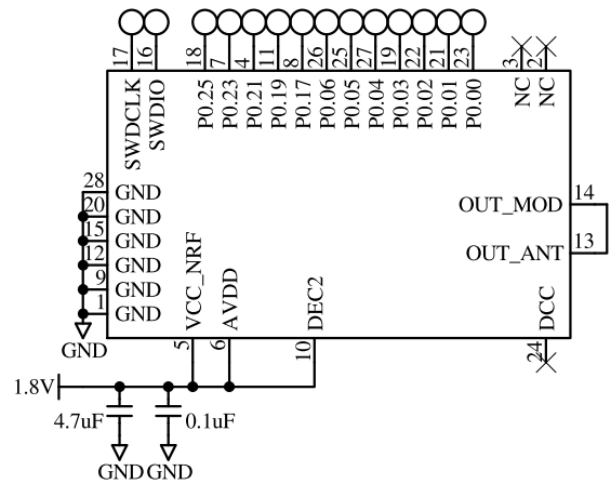 17 16 18 7 4 11 8 26 25 27 19 22 21 23 3 2
SWDCLK SWDIO P0.25 P0.23 P0.21 P0.19 P0.17 P0.06 P0.05 P0.04 P0.03 P0.02 P0.01 P0.00 NC NC
28 GND
20 GND
15 GND
12 GND
9 GND
1 GND
OUT_MOD 14
OUT_ANT 13
VCC_NRF AVDD DEC2 DCC
GND
5 6 10 24
1.8V
4.7uF 0.1uF
GND GND